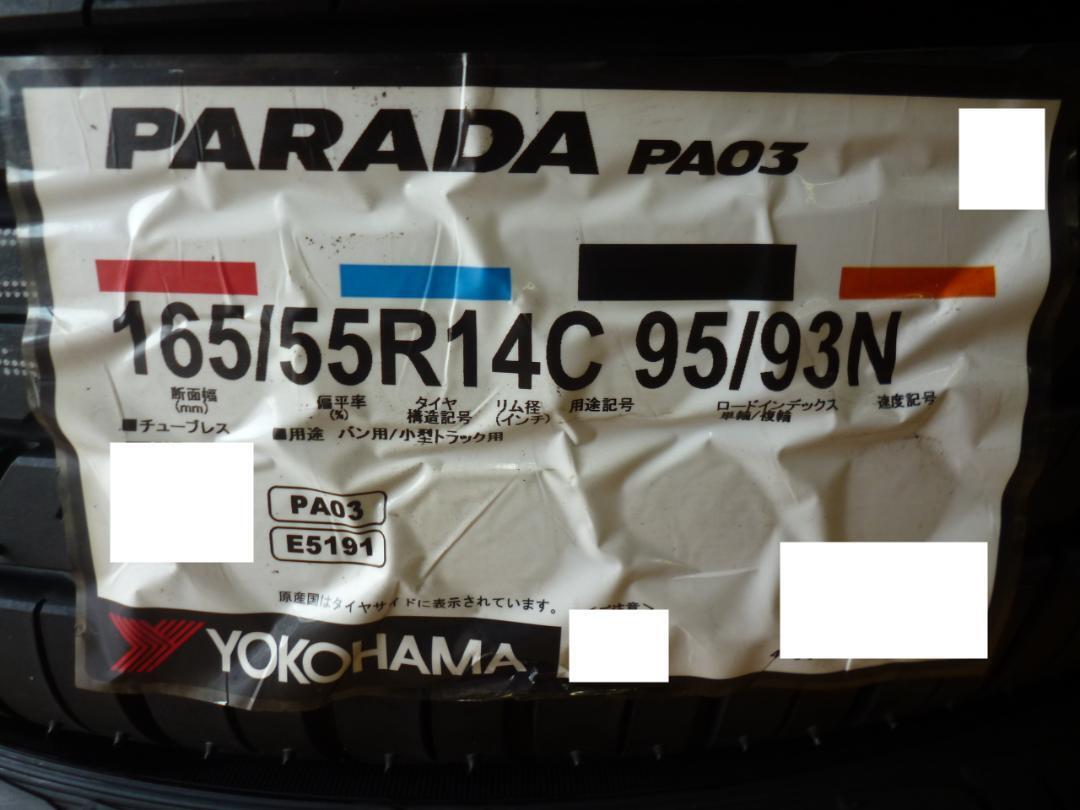 PARADA PA03
165/55R14C 95/93N
断面幅 偏平率 タイヤ リム径 用途記号 ロードインデックス 速度記号
(mm) (%) 構造記号 (インチ) 単輪/複輪
■チューブレス ■用途 バン用/小型トラック用
PA03
E5191
原産国はタイヤサイドに表示されています。
YOKOHAMA